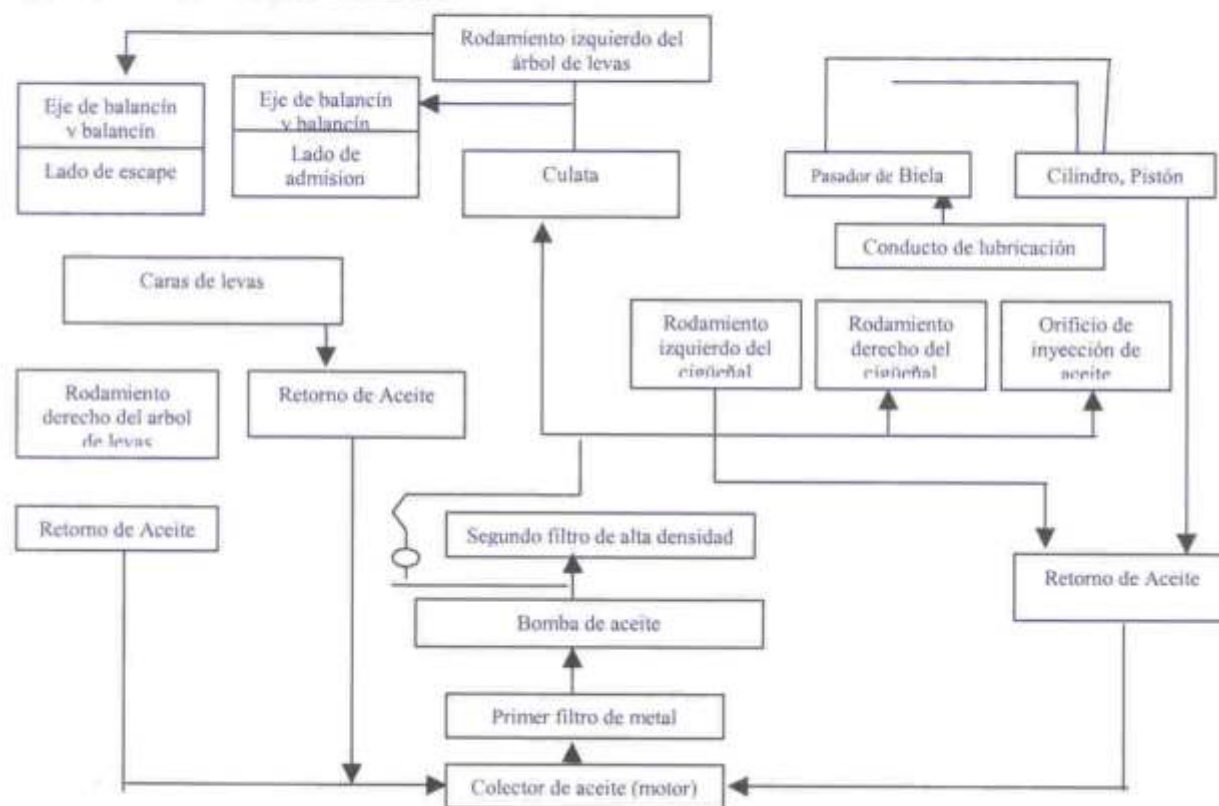 Rodamiento izquierdo del
árbol de levas
Eje de balancín
y balancín
Lado de escape
Eje de balancín
y balancín
Lado de
admision
Culata
Pasador de Biela
Cilindro, Pistón
Conducto de lubricación
Caras de levas
Rodamiento
izquierdo del
cigüeñal
Rodamiento
derecho del
cigüeñal
Orificio de
inyección de
aceite
Rodamiento
derecho del arbol
de levas
Retorno de Aceite
Retorno de Aceite
Segundo filtro de alta densidad
Retorno de Aceite
Bomba de aceite
Primer filtro de metal
Colector de aceite (motor)